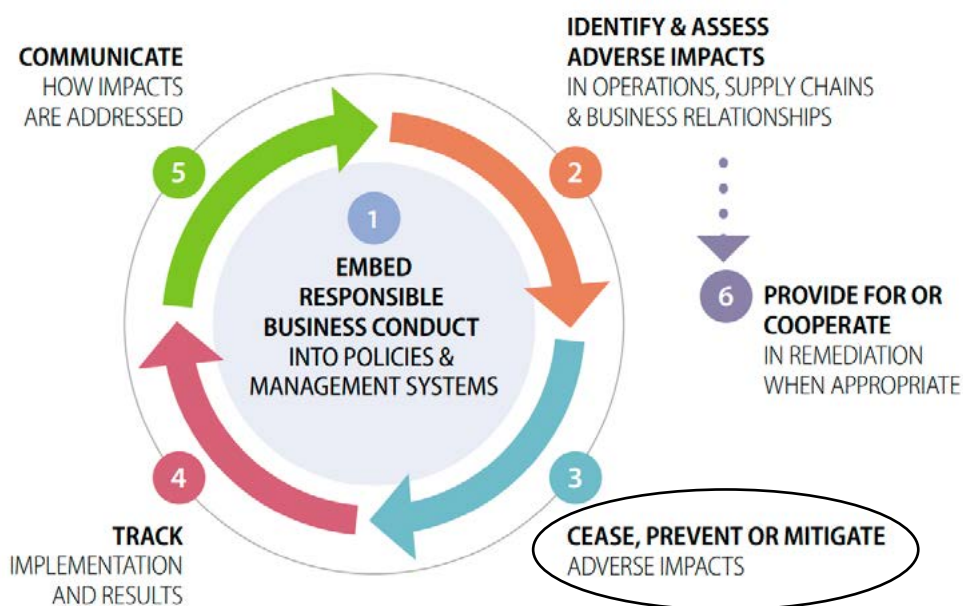 COMMUNICATE
HOW IMPACTS
ARE ADDRESSED
5
IDENTIFY & ASSESS
ADVERSE IMPACTS
IN OPERATIONS, SUPPLY CHAINS
& BUSINESS RELATIONSHIPS
2
1
EMBED
RESPONSIBLE
BUSINESS CONDUCT
INTO POLICIES &
MANAGEMENT SYSTEMS
6
PROVIDE FOR OR
COOPERATE
IN REMEDIATION
WHEN APPROPRIATE
4
TRACK
IMPLEMENTATION
AND RESULTS
3
CEASE, PREVENT OR MITIGATE
ADVERSE IMPACTS